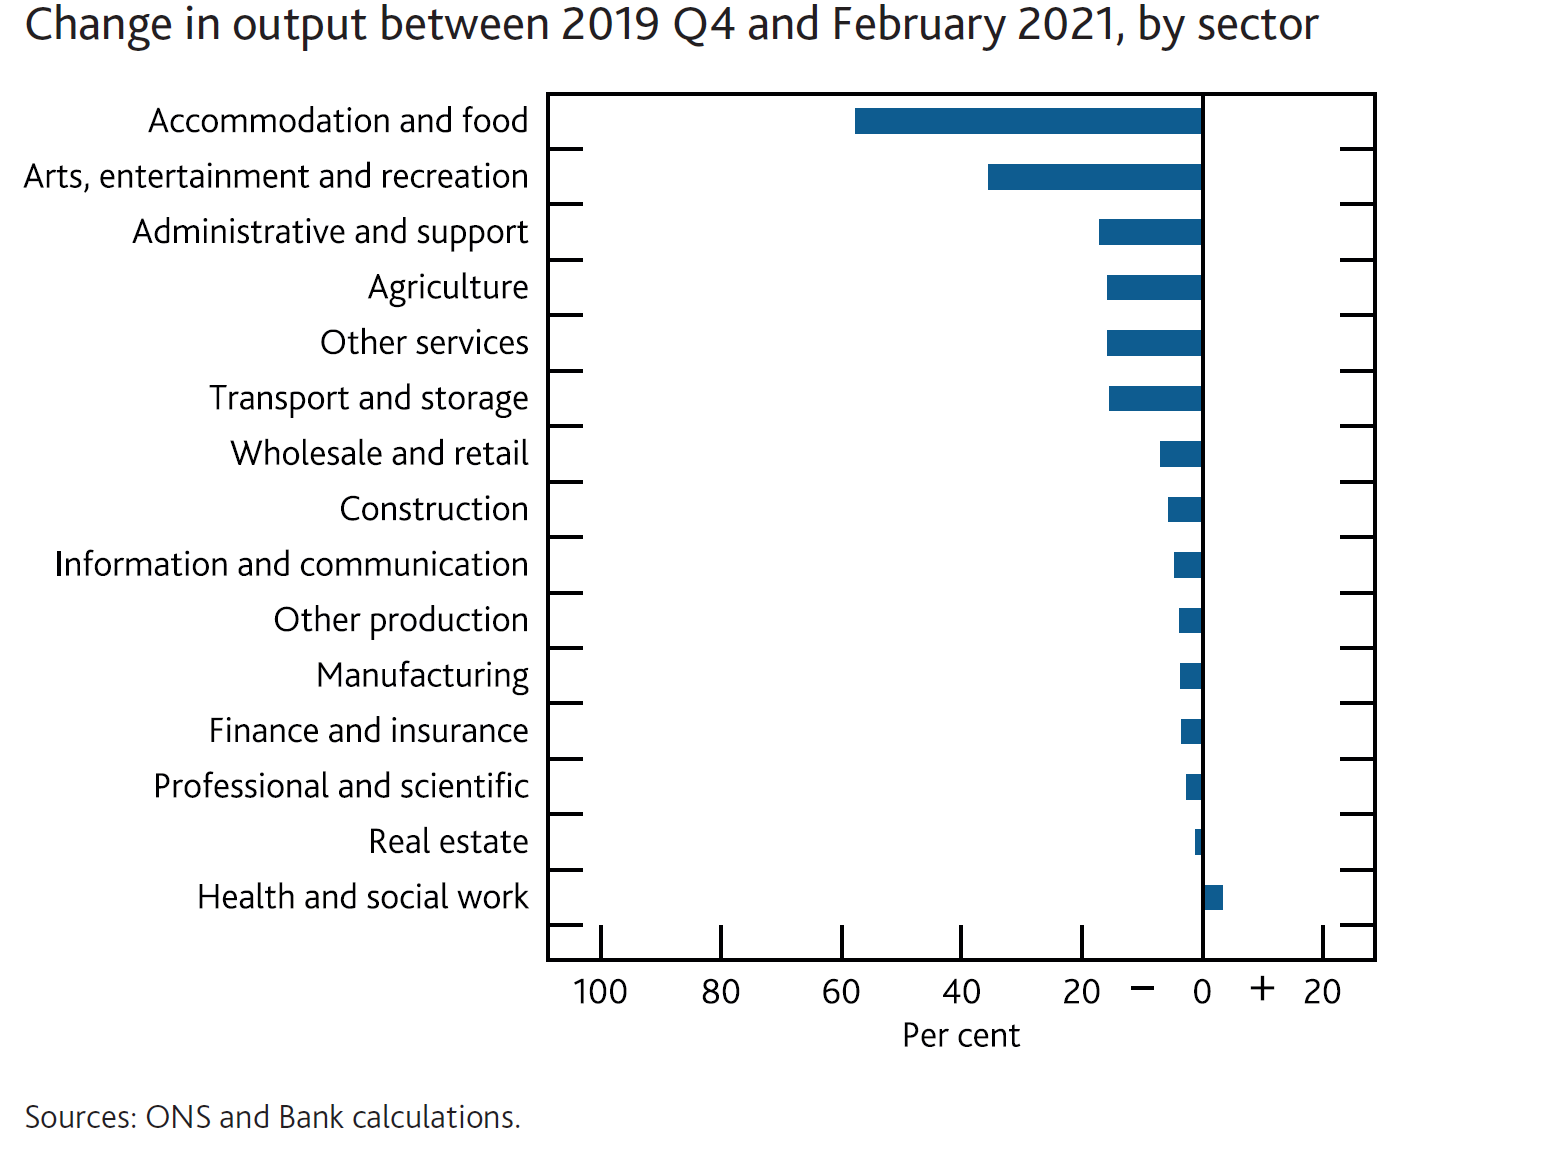 Change in output between 2019 Q4 and February 2021, by sector
Accommodation and food
Arts, entertainment and recreation
Administrative and support
Agriculture
Other services
Transport and storage
Wholesale and retail
Construction
Information and communication
Other production
Manufacturing
Finance and insurance
Professional and scientific
Real estate
Health and social work
100 80 60 40 20 – 0 + 20
Per cent
Sources: ONS and Bank calculations.